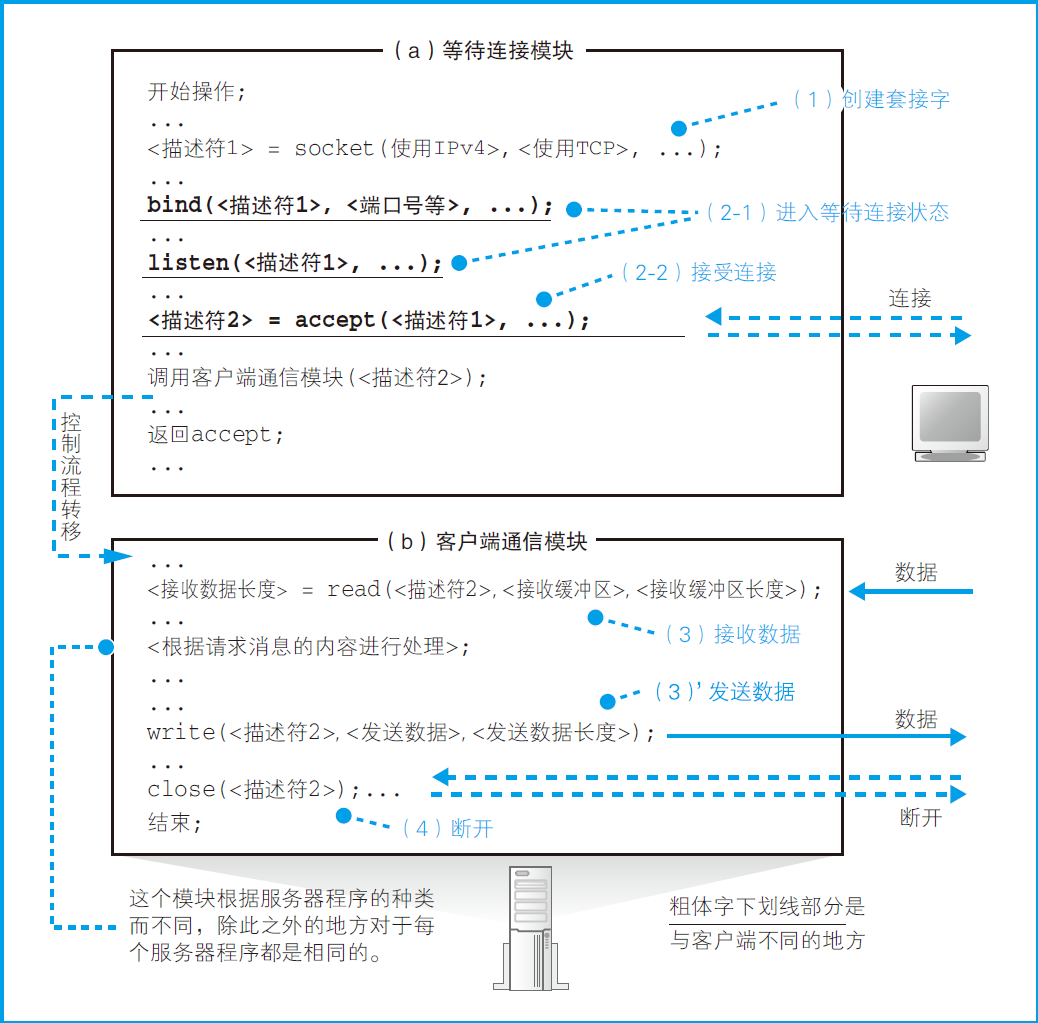 （a）等待连接模块
开始操作;
...
（1）创建套接字
<描述符1> = socket(使用IPv4>,<使用TCP>, ...);
...
bind(<描述符1>, <端口号等>, ...);
（2-1）进入等待连接状态
...
listen(<描述符1>, ...);
（2-2）接受连接
...
连接
<描述符2> = accept(<描述符1>, ...);
...
调用客户端通信模块(<描述符2>);
...
返回accept;
...
控制流程转移
（b）客户端通信模块
...
数据
<接收数据长度> = read(<描述符2>,<接收缓冲区>,<接收缓冲区长度>);
...
（3）接收数据
<根据请求消息的内容进行处理>;
...
（3)’发送数据
...
数据
write(<描述符2>,<发送数据>,<发送数据长度>);
...
close(<描述符2>);...
断开
结束;
（4）断开
这个模块根据服务器程序的种类
而不同，除此之外的地方对于每
个服务器程序都是相同的。
粗体字下划线部分是
与客户端不同的地方